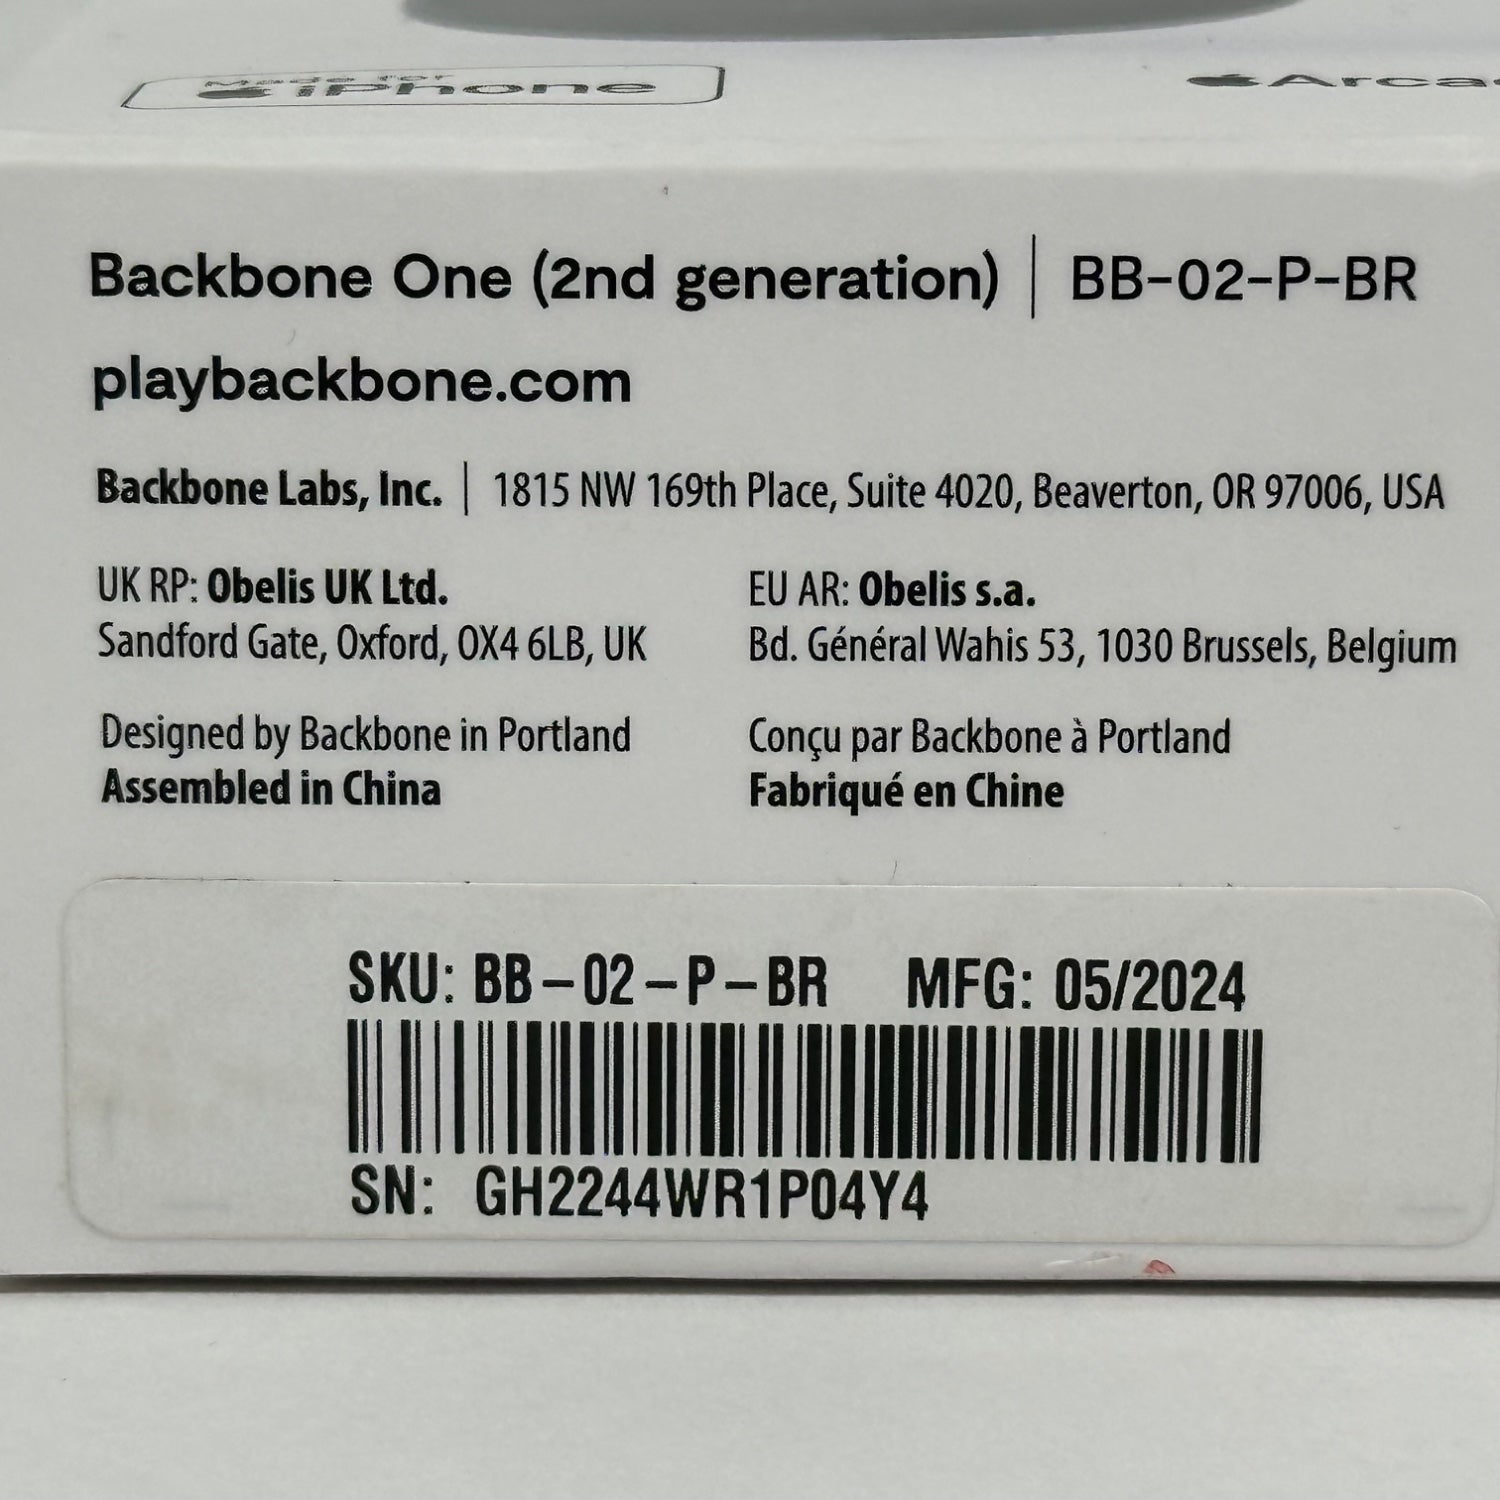 Made for
iPhone
Backbone One (2nd generation) | BB-02-P-BR
playbackbone.com
Backbone Labs, Inc. | 1815 NW 169th Place, Suite 4020, Beaverton, OR 97006, USA
UK RP: Obelis UK Ltd.
Sandford Gate, Oxford, OX4 6LB, UK
EU AR: Obelis s.a.
Bd. Général Wahis 53, 1030 Brussels, Belgium
Designed by Backbone in Portland
Assembled in China
Conçu par Backbone à Portland
Fabriqué en Chine
SKU: BB-02-P-BR MFG: 05/2024
SN: GH2244WR1P04Y4